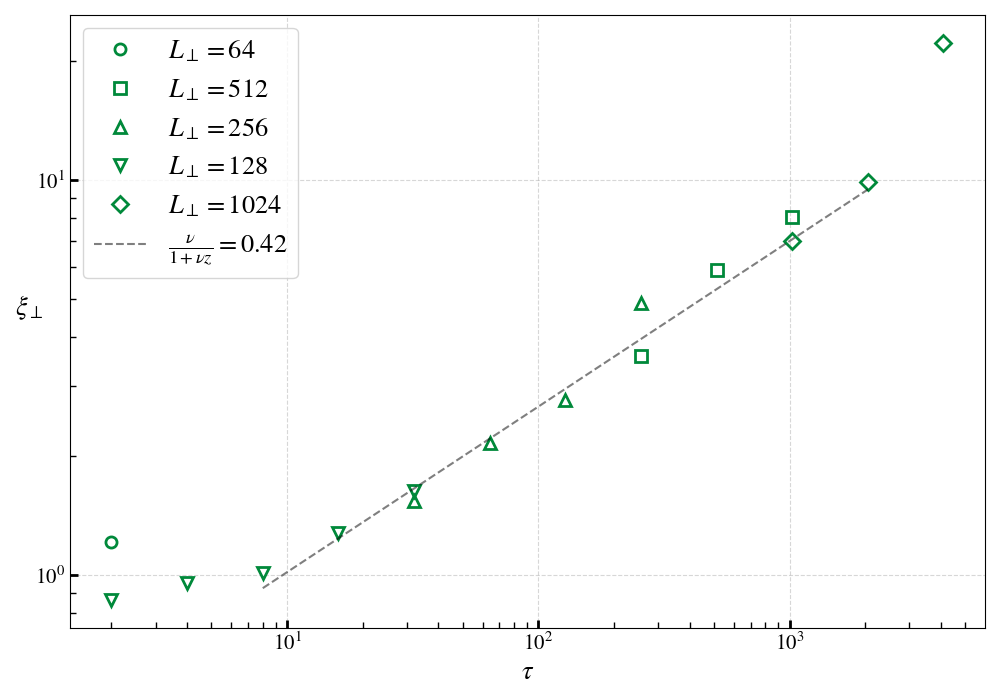 L⊥ = 64
L⊥ = 512
L⊥ = 256
L⊥ = 128
L⊥ = 1024
ν/(1+νz) = 0.42
10¹
ξ⊥
10⁰
10¹ 10² 10³
τ